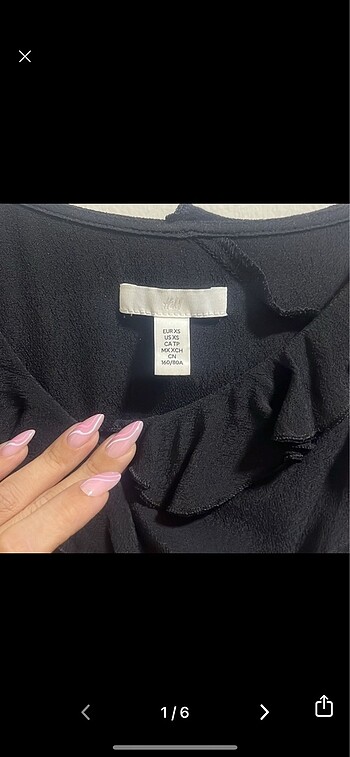 H&M
EUR XS
US XS
CA TP
MX XCH
CN
160/80A
1 / 6